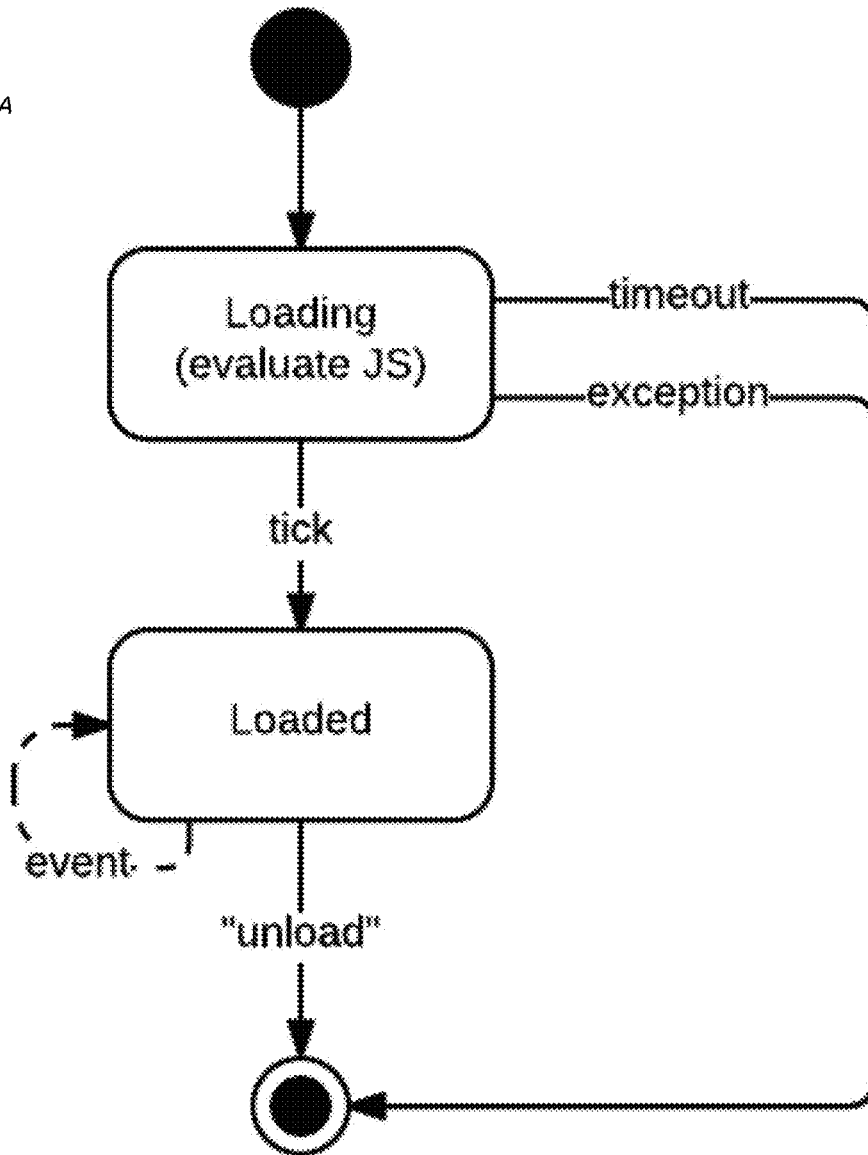 A
Loading
(evaluate JS)
timeout
exception
tick
Loaded
event
"unload"